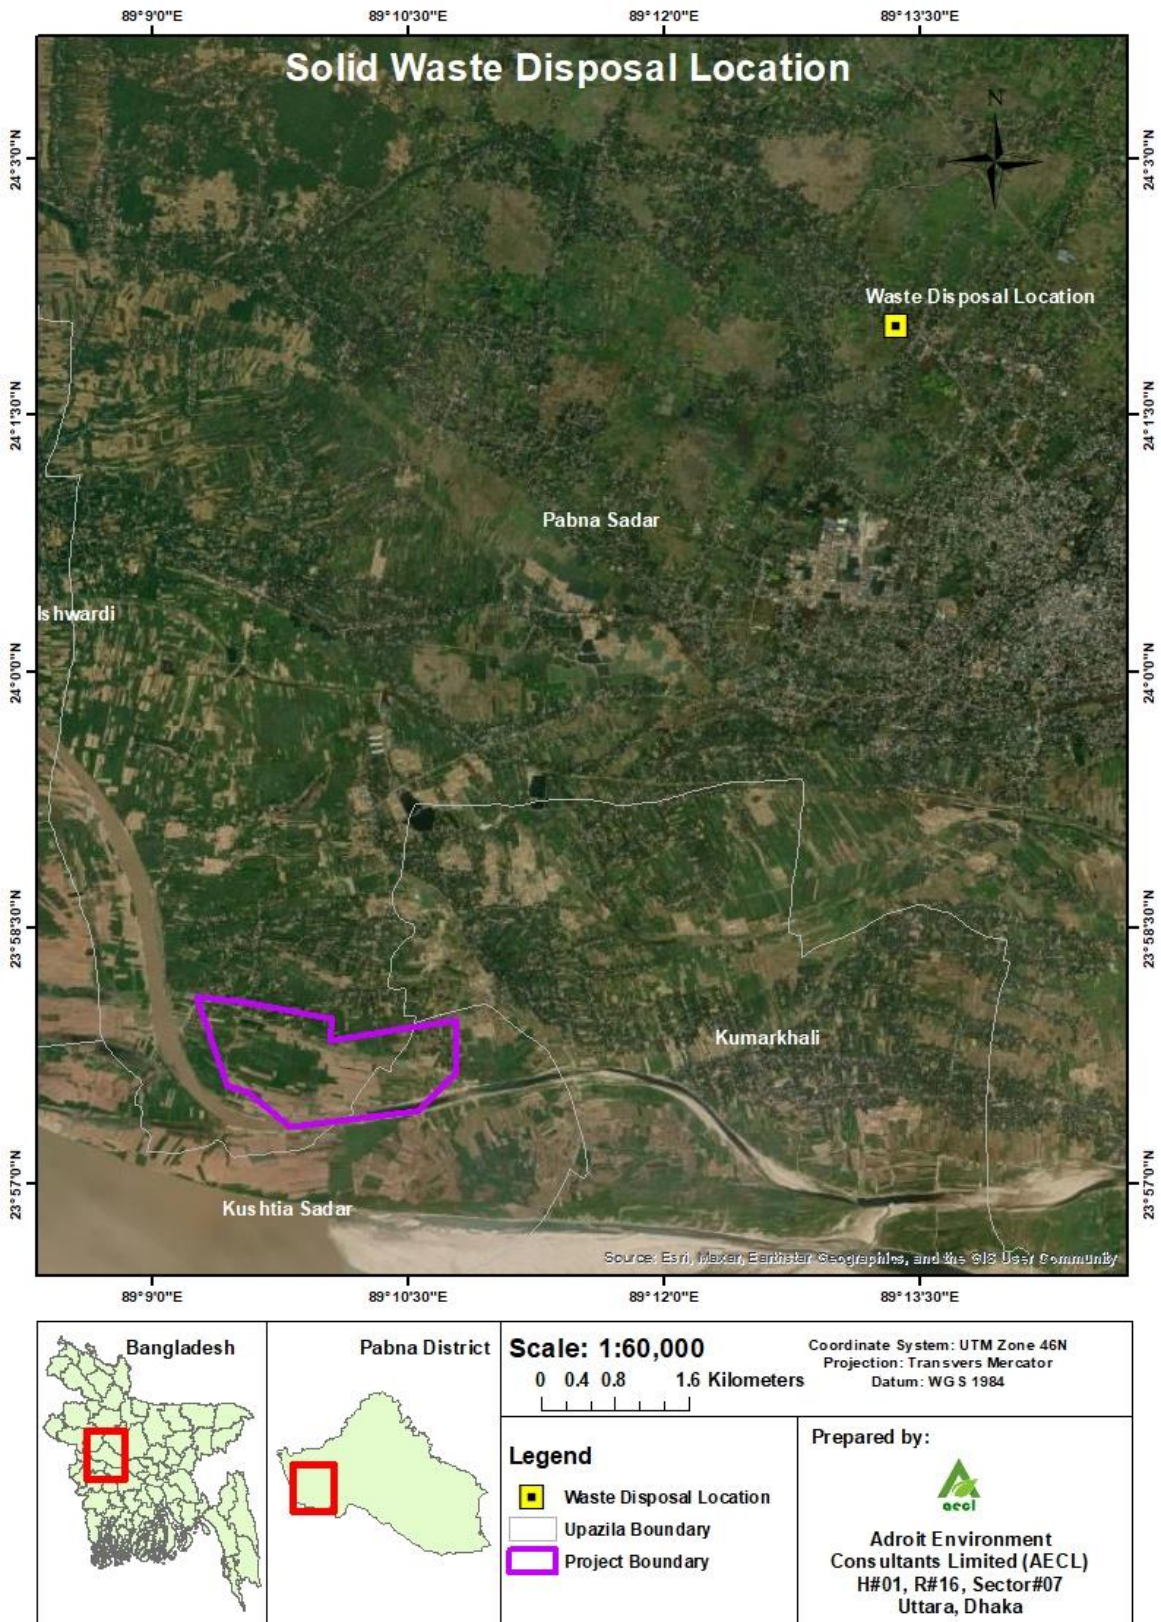 89°9'0"E 89°10'30"E 89°12'0"E 89°13'30"E
Solid Waste Disposal Location
N
24°3'0"N 24°3'0"N
Waste Disposal Location
24°1'30"N 24°1'30"N
Pabna Sadar
Ishwardi
24°0'0"N 24°0'0"N
23°58'30"N 23°58'30"N
Kumarkhali
23°57'0"N 23°57'0"N
Kushtia Sadar
Source: Esri, Maxar, Earthstar Geographics, and the GIS User Community
89°9'0"E 89°10'30"E 89°12'0"E 89°13'30"E
Bangladesh
Pabna District
Scale: 1:60,000
0 0.4 0.8 1.6 Kilometers
Coordinate System: UTM Zone 46N
Projection: Transvers Mercator
Datum: WGS 1984
Legend
Waste Disposal Location
Upazila Boundary
Project Boundary
Prepared by:
aecl
Adroit Environment
Consultants Limited (AECL)
H#01, R#16, Sector#07
Uttara, Dhaka